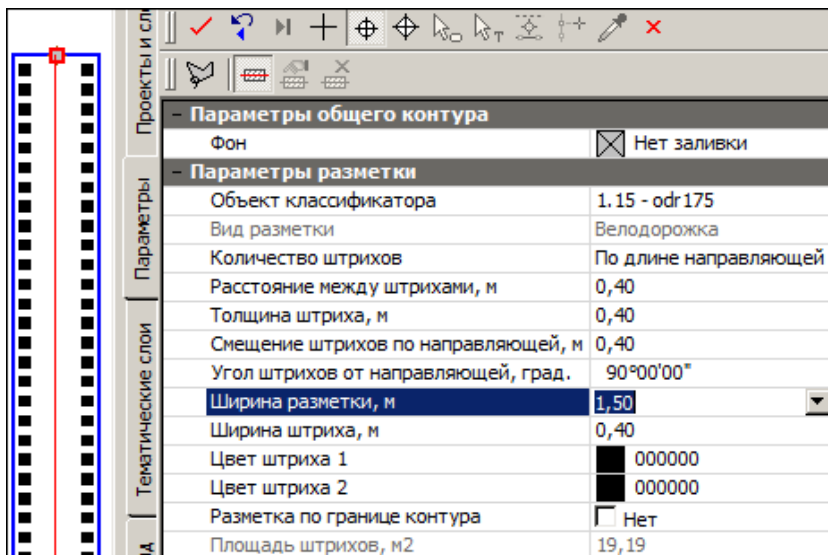 Проекты и сл
Параметры
Тематические слои
Параметры общего контура
Фон Нет заливки
Параметры разметки
Объект классификатора 1.15 - odr175
Вид разметки Велодорожка
Количество штрихов По длине направляющей
Расстояние между штрихами, м 0,40
Толщина штриха, м 0,40
Смещение штрихов по направляющей, м 0,40
Угол штрихов от направляющей, град. 90°00'00"
Ширина разметки, м 1,50
Ширина штриха, м 0,40
Цвет штриха 1 000000
Цвет штриха 2 000000
Разметка по границе контура Нет
Площадь штрихов, м2 19,19